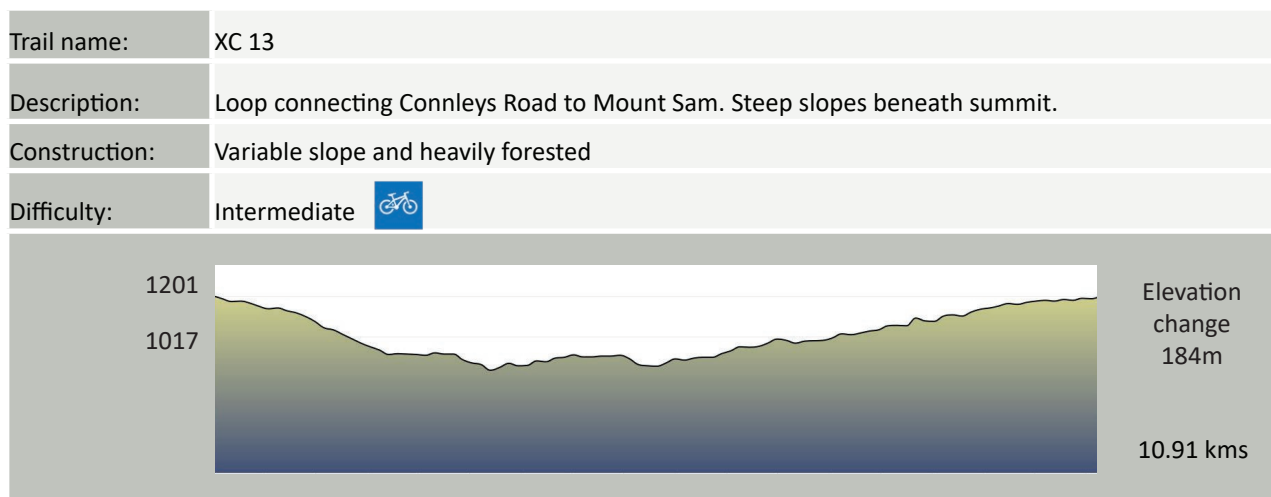 Trail name: XC 13
Description: Loop connecting Connleys Road to Mount Sam. Steep slopes beneath summit.
Construction: Variable slope and heavily forested
Difficulty: Intermediate
1201
1017
Elevation
change
184m
10.91 kms